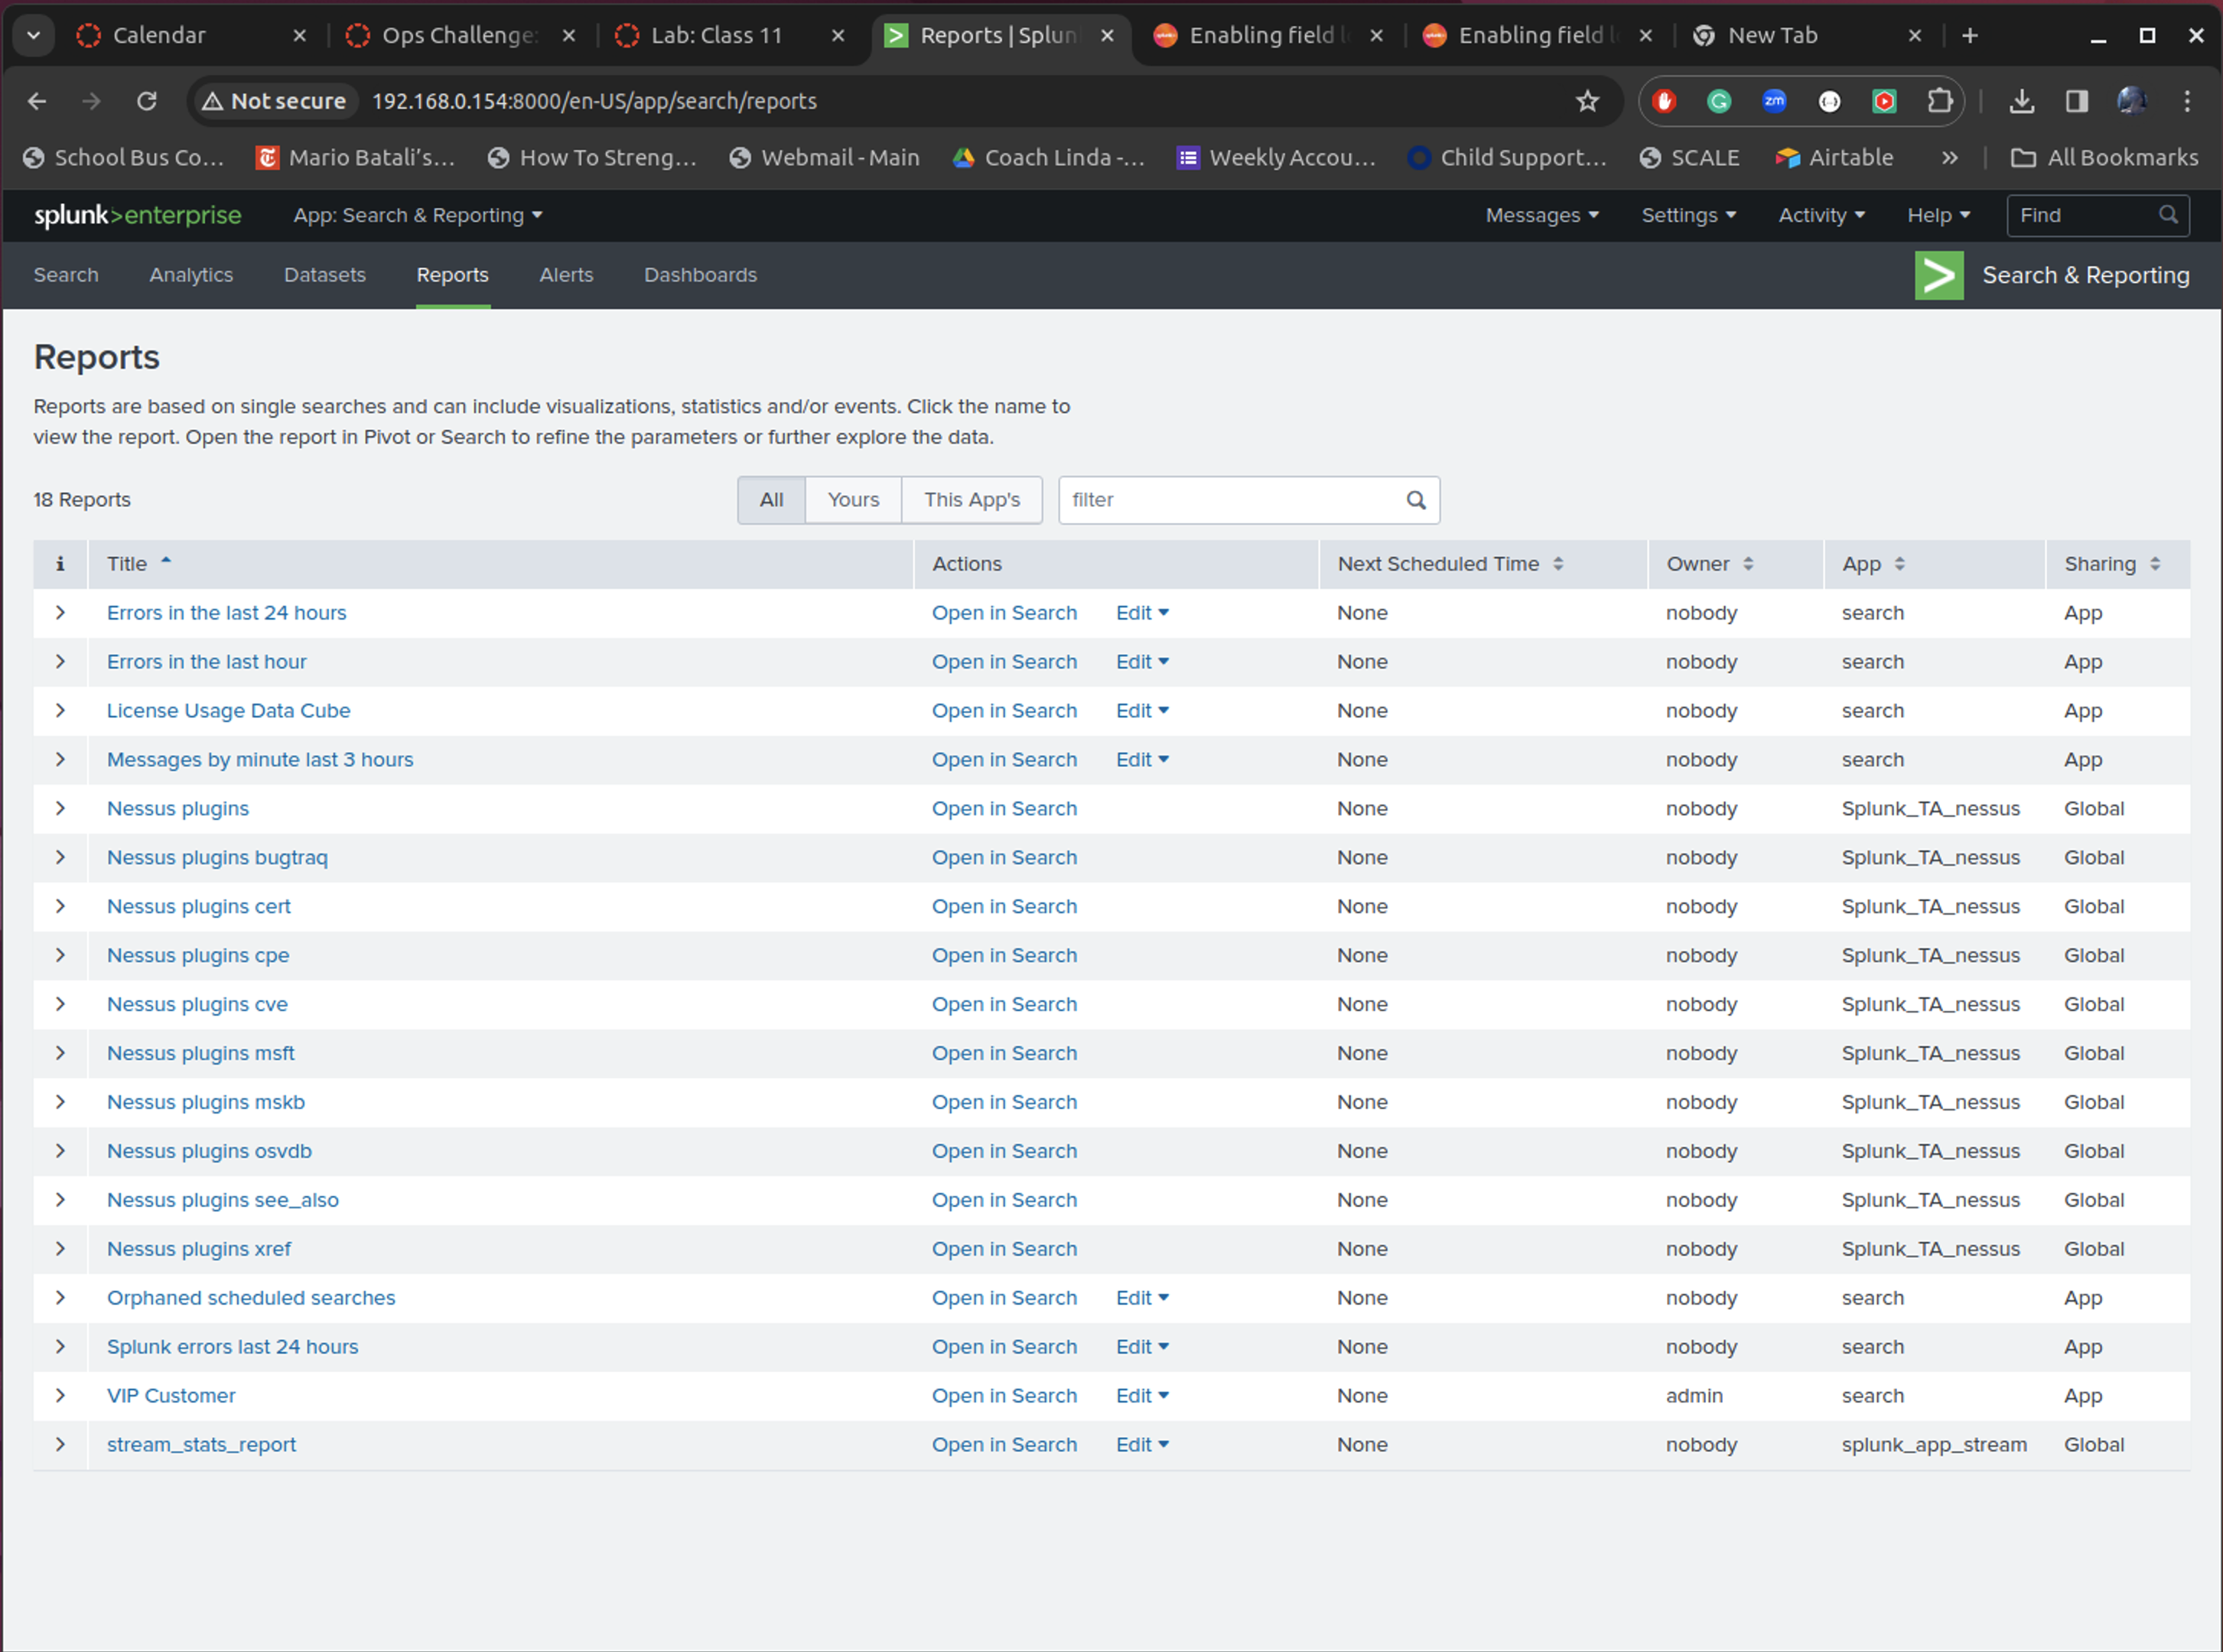 Calendar Ops Challenge: Lab: Class 11 Reports | Splun Enabling field l Enabling field lo New Tab
Not secure 192.168.0.154:8000/en-US/app/search/reports zm
School Bus Co... Mario Batali's... How To Streng... Webmail - Main Coach Linda -... Weekly Accou... Child Support... SCALE Airtable » All Bookmarks
splunk>enterprise App: Search & Reporting Messages Settings Activity Help Find
Search Analytics Datasets Reports Alerts Dashboards > Search & Reporting
Reports
Reports are based on single searches and can include visualizations, statistics and/or events. Click the name to
view the report. Open the report in Pivot or Search to refine the parameters or further explore the data.
18 Reports All Yours This App's filter
i Title Actions Next Scheduled Time Owner App Sharing
Errors in the last 24 hours Open in Search Edit None nobody search App
Errors in the last hour Open in Search Edit None nobody search App
License Usage Data Cube Open in Search Edit None nobody search App
Messages by minute last 3 hours Open in Search Edit None nobody search App
Nessus plugins Open in Search None nobody Splunk_TA_nessus Global
Nessus plugins bugtraq Open in Search None nobody Splunk_TA_nessus Global
Nessus plugins cert Open in Search None nobody Splunk_TA_nessus Global
Nessus plugins cpe Open in Search None nobody Splunk_TA_nessus Global
Nessus plugins cve Open in Search None nobody Splunk_TA_nessus Global
Nessus plugins msft Open in Search None nobody Splunk_TA_nessus Global
Nessus plugins mskb Open in Search None nobody Splunk_TA_nessus Global
Nessus plugins osvdb Open in Search None nobody Splunk_TA_nessus Global
Nessus plugins see_also Open in Search None nobody Splunk_TA_nessus Global
Nessus plugins xref Open in Search None nobody Splunk_TA_nessus Global
Orphaned scheduled searches Open in Search Edit None nobody search App
Splunk errors last 24 hours Open in Search Edit None nobody search App
VIP Customer Open in Search Edit None admin search App
stream_stats_report Open in Search Edit None nobody splunk_app_stream Global